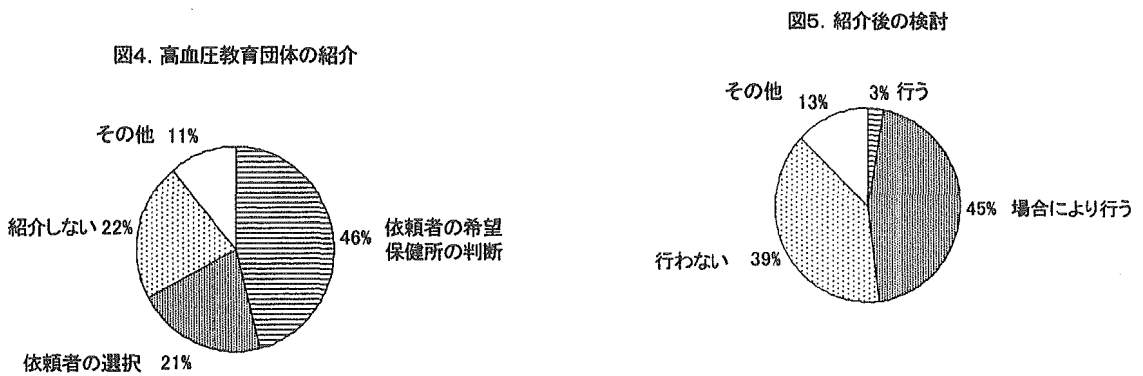 図4. 高血圧教育団体の紹介
その他 11%
紹介しない 22%
46% 依頼者の希望
保健所の判断
依頼者の選択 21%
図5. 紹介後の検討
その他 13%
3% 行う
45% 場合により行う
行わない 39%